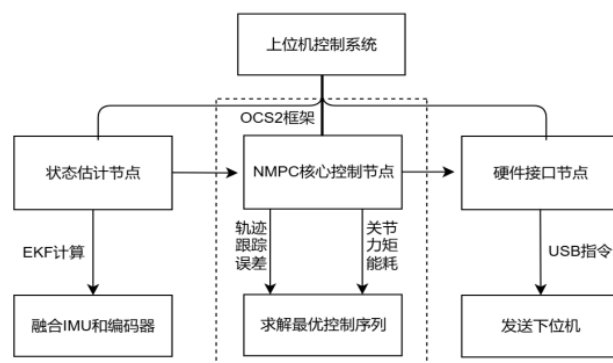 上位机控制系统
OCS2框架
状态估计节点
NMPC核心控制节点
硬件接口节点
EKF计算
轨迹
跟踪
误差
关节
力矩
能耗
USB指令
融合IMU和编码器
求解最优控制序列
发送下位机